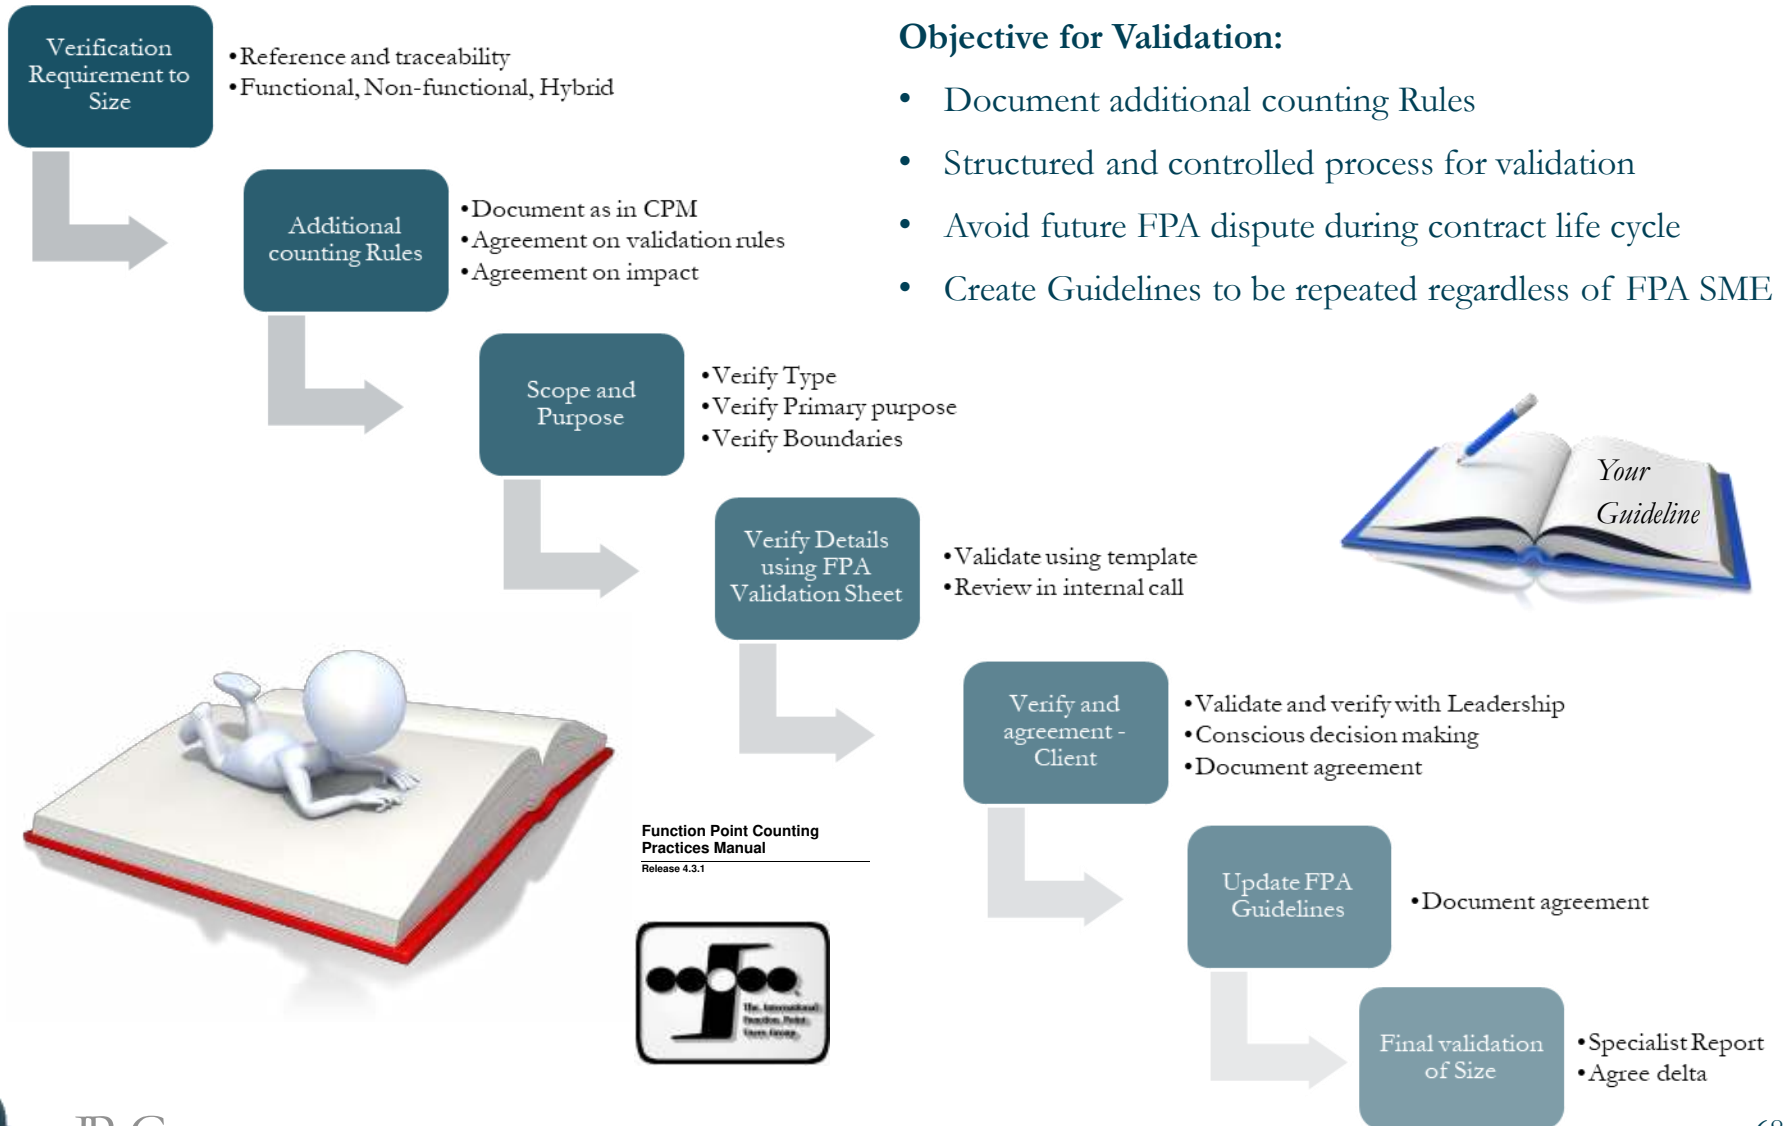 Verification
Requirement to
Size
•Reference and traceability
•Functional, Non-functional, Hybrid
Objective for Validation:
• Document additional counting Rules
• Structured and controlled process for validation
• Avoid future FPA dispute during contract life cycle
• Create Guidelines to be repeated regardless of FPA SME
Additional
counting Rules
•Document as in CPM
•Agreement on validation rules
•Agreement on impact
Scope and
Purpose
•Verify Type
•Verify Primary purpose
•Verify Boundaries
Your
Guideline
Verify Details
using FPA
Validation Sheet
•Validate using template
•Review in internal call
Verify and
agreement -
Client
•Validate and verify with Leadership
•Conscious decision making
•Document agreement
Function Point Counting
Practices Manual
Release 4.3.1
Update FPA
Guidelines
•Document agreement
The International
Function Point
Users Group
Final validation
of Size
•Specialist Report
•Agree delta